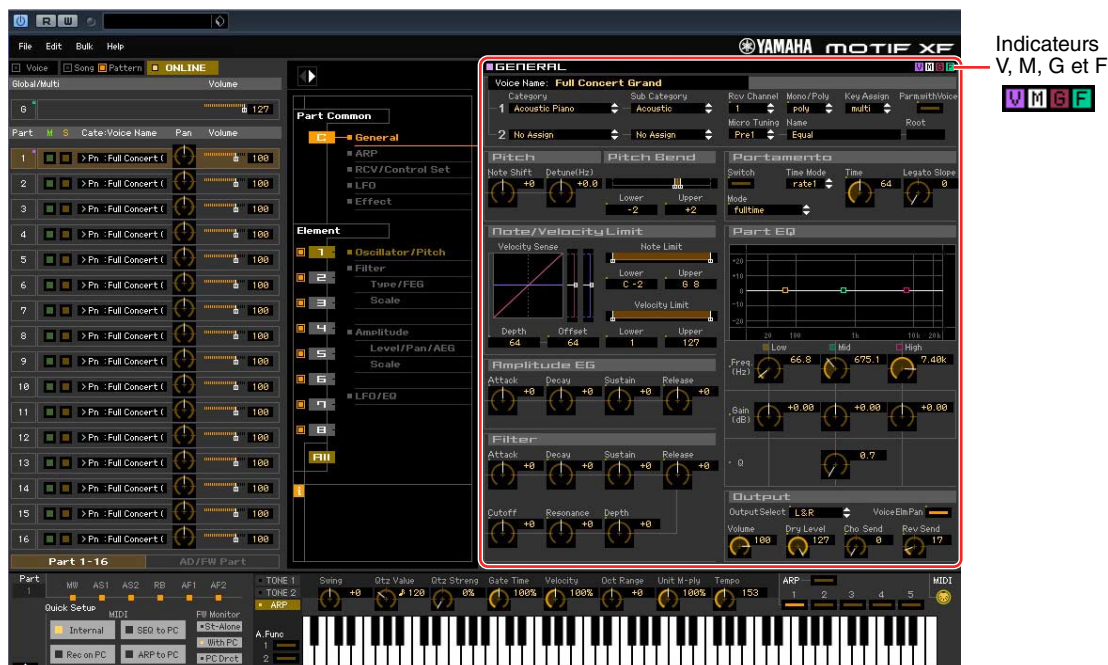 R W
File Edit Bulk Help
YAMAHA MOTIF XF
Voice Song Pattern ONLINE
Global/Multi Volume
G 127
Part M S Cate:Voice Name Pan Volume
1 >Pn :Full Concert ( 100
2 >Pn :Full Concert ( 100
3 >Pn :Full Concert ( 100
4 >Pn :Full Concert ( 100
5 >Pn :Full Concert ( 100
6 >Pn :Full Concert ( 100
7 >Pn :Full Concert ( 100
8 >Pn :Full Concert ( 100
9 >Pn :Full Concert ( 100
10 >Pn :Full Concert ( 100
11 >Pn :Full Concert ( 100
12 >Pn :Full Concert ( 100
13 >Pn :Full Concert ( 100
14 >Pn :Full Concert ( 100
15 >Pn :Full Concert ( 100
16 >Pn :Full Concert ( 100
Part 1-16 AD/FW Part
Part Common
C General
ARP
RCV/Control Set
LFO
Effect
Element
1 Oscillator/Pitch
2 Filter
Type/FEG
3 Scale
4 Amplitude
5 Level/Pan/AEG
Scale
6
7 LFO/EQ
8
All
GENERAL V M G F
Voice Name: Full Concert Grand
Category Sub Category Rcv Channel Mono/Poly Key Assign ParmwithVoice
1 Acoustic Piano Acoustic 1 poly multi
Micro Tuning Name Root
2 No Assign No Assign Pre1 Equal
Pitch Pitch Bend Portamento
Note Shift Detune(Hz) Switch Time Mode Time Legato Slope
+0 +0.0 rate1 64 0
Lower Upper Mode
-2 +2 fulltime
Note/Velocity Limit Part EQ
Velocity Sense Note Limit
Lower Upper
C -2 G 8
Velocity Limit
Depth Offset Lower Upper
64 64 1 127
+20
+10
0
-10
-20
20 100 1k 10k 20k
Low Mid High
Freq (Hz) 66.8 675.1 7.40k
Gain (dB) +0.00 +0.00 +0.00
Q 0.7
Amplitude EG
Attack Decay Sustain Release
+0 +0 +0 +0
Filter
Attack Decay Sustain Release
+0 +0 +0 +0
Cutoff Resonance Depth
+0 +0 +0
Output
OutputSelect L&R VoiceElmPan
Volume Dry Level Cho Send Rev Send
100 127 0 17
Part MW AS1 AS2 RB AF1 AF2
1
Quick Setup
MIDI FW Monitor
Internal SEQ to PC St-Alone
With PC
Rec on PC ARP to PC PC Drct
TONE 1 Swing Qtz Value Qtz Streng Gate Time Velocity Oct Range Unit M-ply Tempo ARP MIDI
TONE 2 +0 120 0% 100% 100% +0 100% 153 1 2 3 4 5
ARP
A.Func
1
2
Indicateurs
V, M, G et F
V M G F